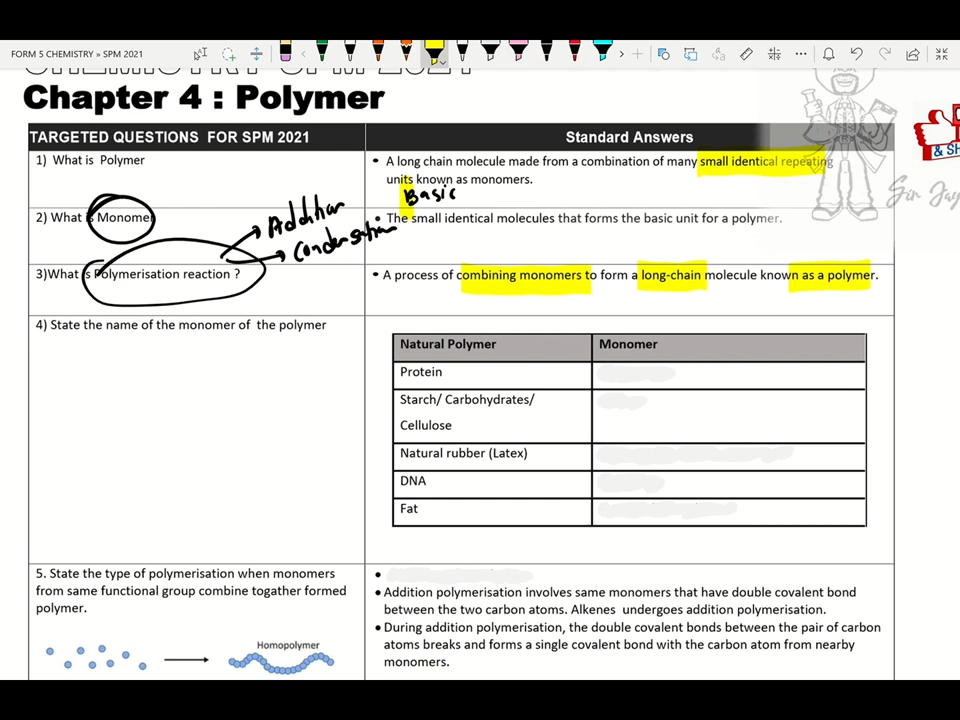 FORM 5 CHEMISTRY » SPM 2021
CHEMISTRY SPM 2021
Chapter 4 : Polymer
TARGETED QUESTIONS FOR SPM 2021
Standard Answers
1) What is Polymer
• A long chain molecule made from a combination of many small identical repeating
units known as monomers.
Basic
2) What is Monomer
Addition
Condensation
• The small identical molecules that forms the basic unit for a polymer.
3)What is Polymerisation reaction ?
• A process of combining monomers to form a long-chain molecule known as a polymer.
4) State the name of the monomer of the polymer
Natural Polymer
Monomer
Protein
Starch/ Carbohydrates/
Cellulose
Natural rubber (Latex)
DNA
Fat
5. State the type of polymerisation when monomers
from same functional group combine togather formed
polymer.
Homopolymer
• Addition polymerisation involves same monomers that have double covalent bond
between the two carbon atoms. Alkenes undergoes addition polymerisation.
• During addition polymerisation, the double covalent bonds between the pair of carbon
atoms breaks and forms a single covalent bond with the carbon atom from nearby
monomers.
Sir Jay
& SH